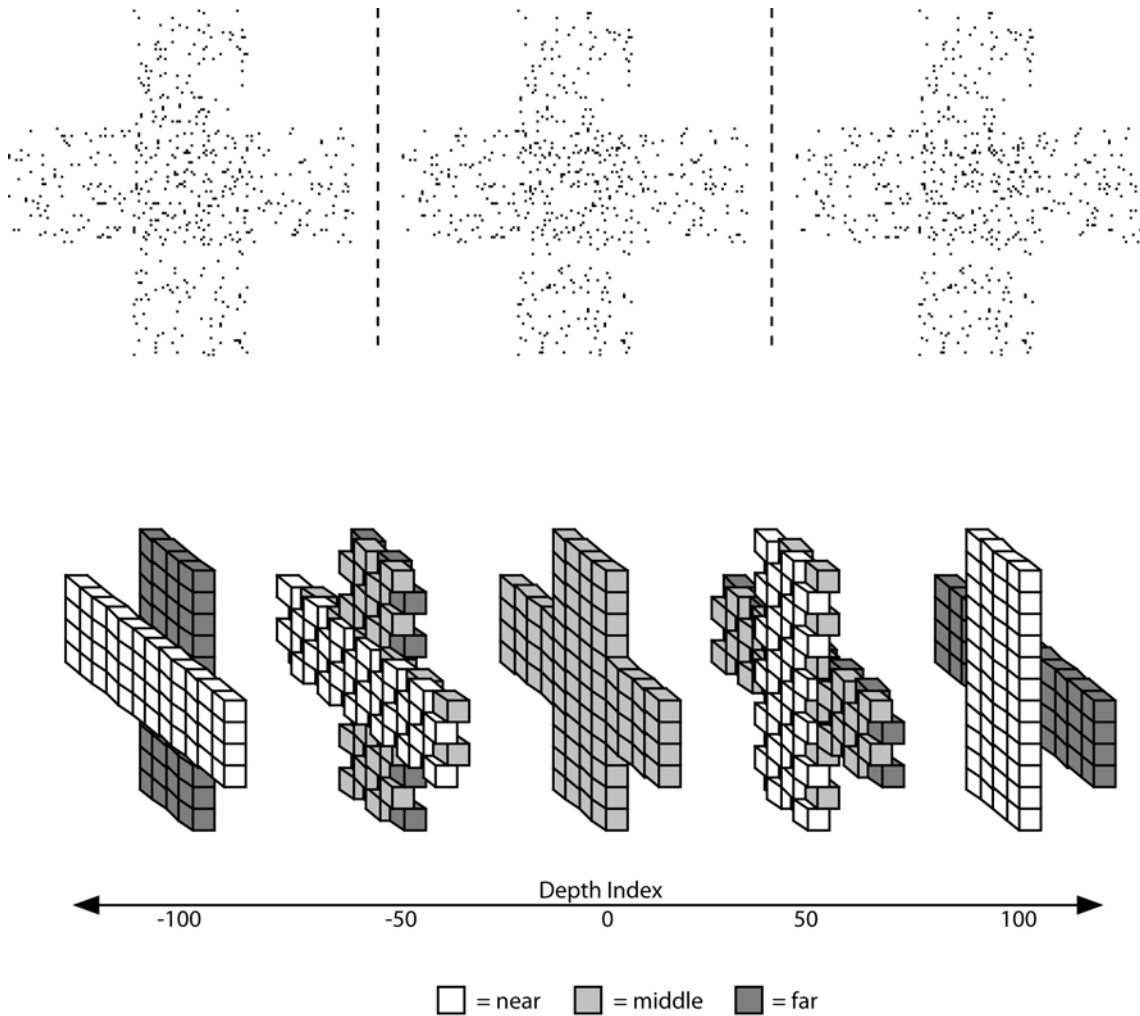 Depth Index
-100 -50 0 50 100
= near = middle = far